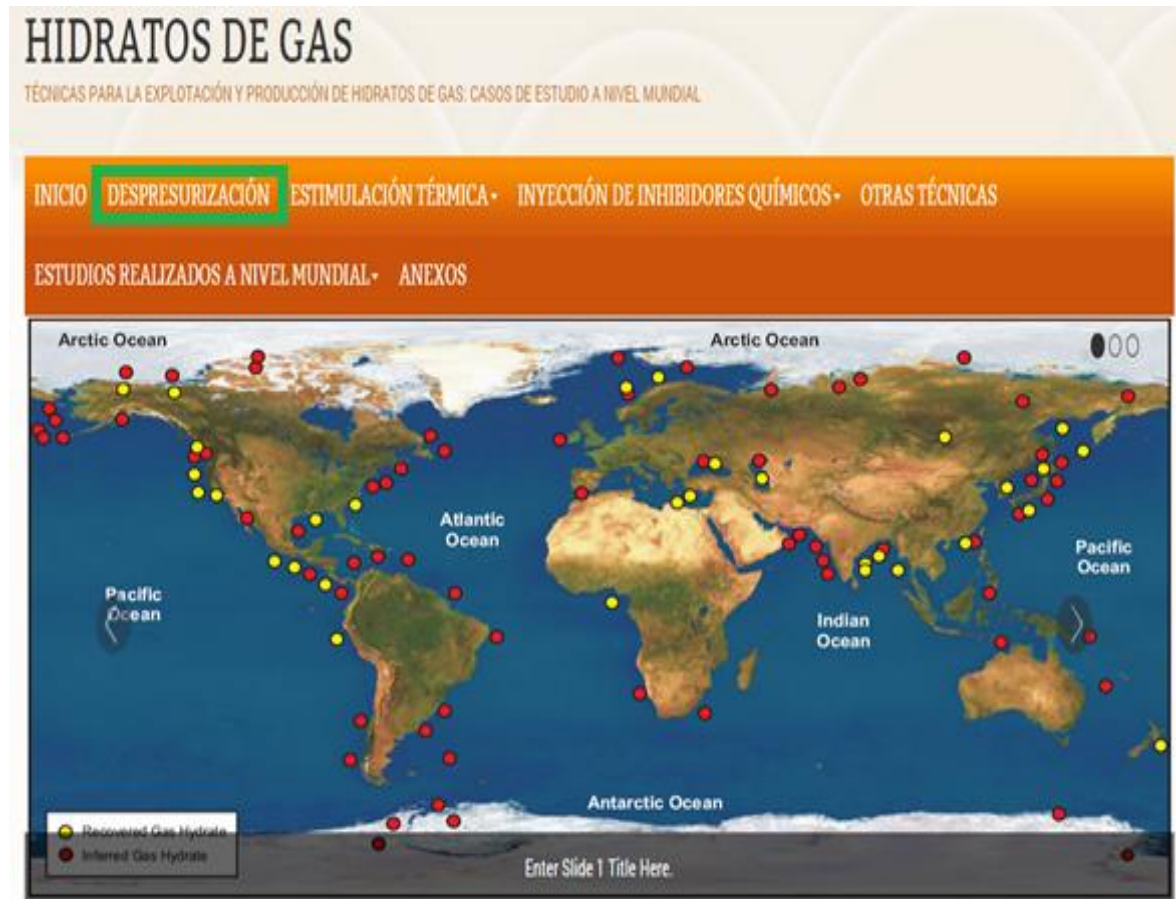 HIDRATOS DE GAS
TÉCNICAS PARA LA EXPLOTACIÓN Y PRODUCCIÓN DE HIDRATOS DE GAS: CASOS DE ESTUDIO A NIVEL MUNDIAL
INICIO DESPRESURIZACIÓN ESTIMULACIÓN TÉRMICA INYECCIÓN DE INHIBIDORES QUÍMICOS OTRAS TÉCNICAS
ESTUDIOS REALIZADOS A NIVEL MUNDIAL ANEXOS
Arctic Ocean
Arctic Ocean
Atlantic
Ocean
Pacific
Ocean
Pacific
Ocean
Indian
Ocean
Antarctic Ocean
Recovered Gas Hydrate
Inferred Gas Hydrate
Enter Slide 1 Title Here.